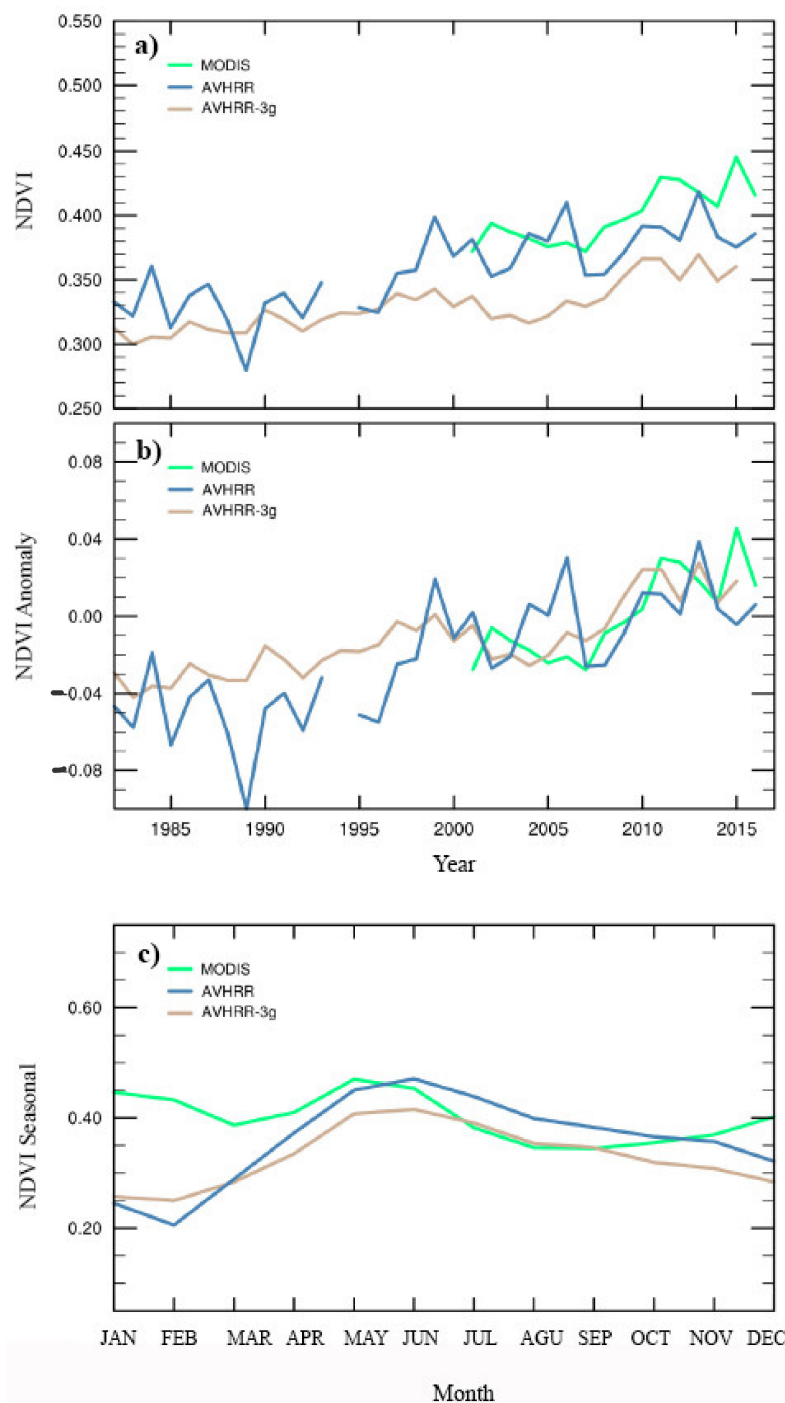 a)
MODIS
AVHRR
AVHRR-3g
0.550
0.500
0.450
0.400
0.350
0.300
0.250
NDVI
b)
MODIS
AVHRR
AVHRR-3g
0.08
0.04
0.00
-0.04
-0.08
NDVI Anomaly
1985 1990 1995 2000 2005 2010 2015
Year
c)
MODIS
AVHRR
AVHRR-3g
0.60
0.40
0.20
NDVI Seasonal
JAN FEB MAR APR MAY JUN JUL AGU SEP OCT NOV DEC
Month